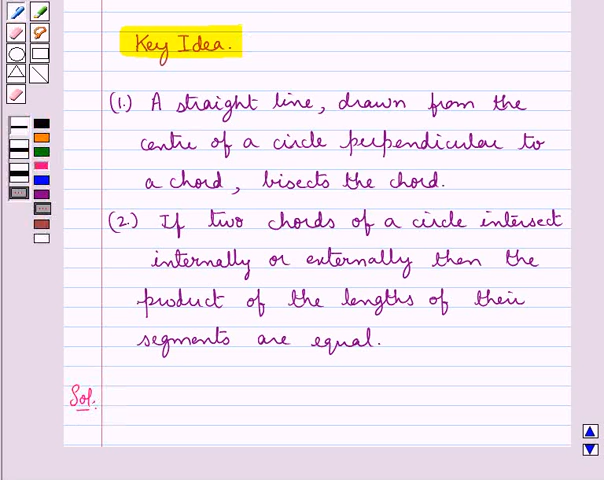 Key Idea.
(1.) A straight line, drawn from the
centre of a circle perpendicular to
a chord, bisects the chord.
(2.) If two chords of a circle intersect
internally or externally then the
product of the lengths of their
segments are equal.
Sol.